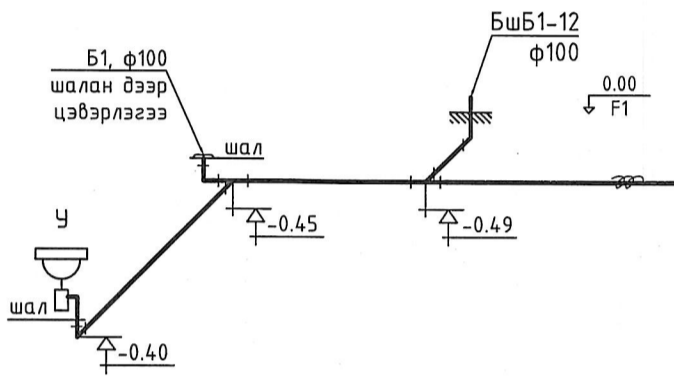 БшБ1-12
ф100
Б1, ф100
шалан дээр
цэвэрлэгээ
0.00
F1
шал
-0.45
-0.49
У
шал
-0.40